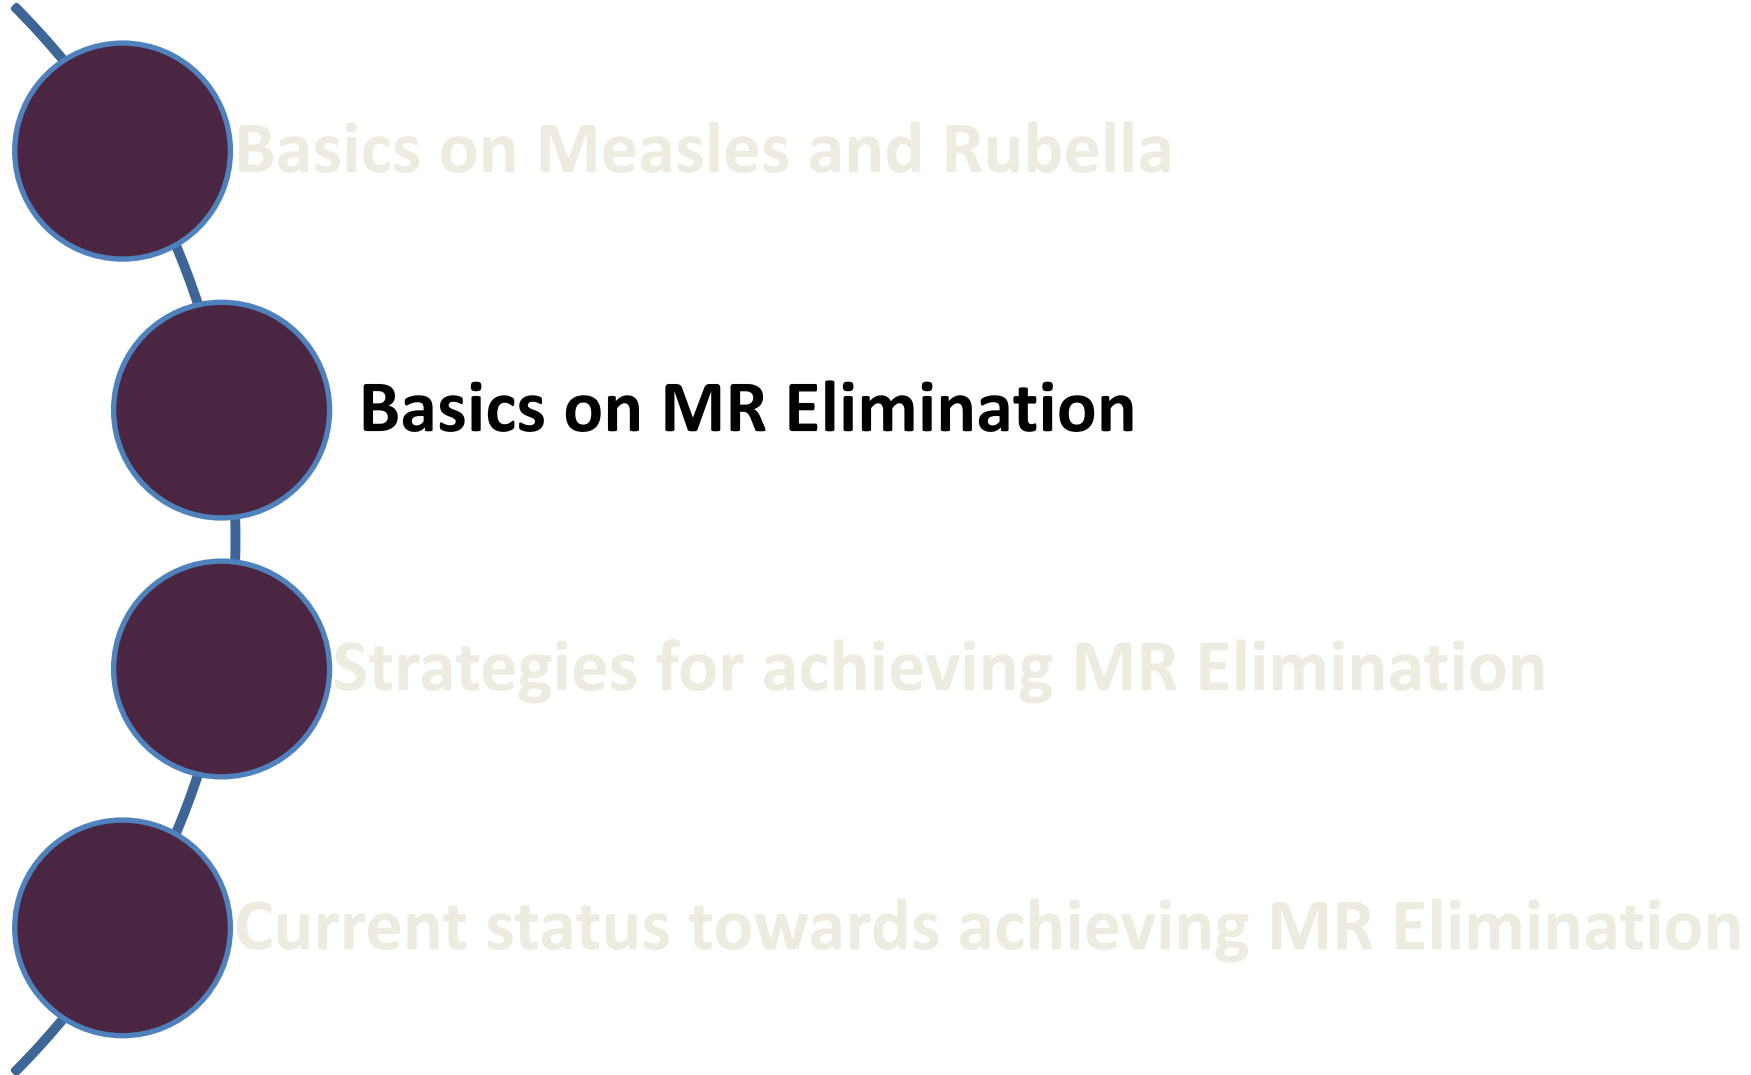 Basics on Measles and Rubella
Basics on MR Elimination
Strategies for achieving MR Elimination
Current status towards achieving MR Elimination